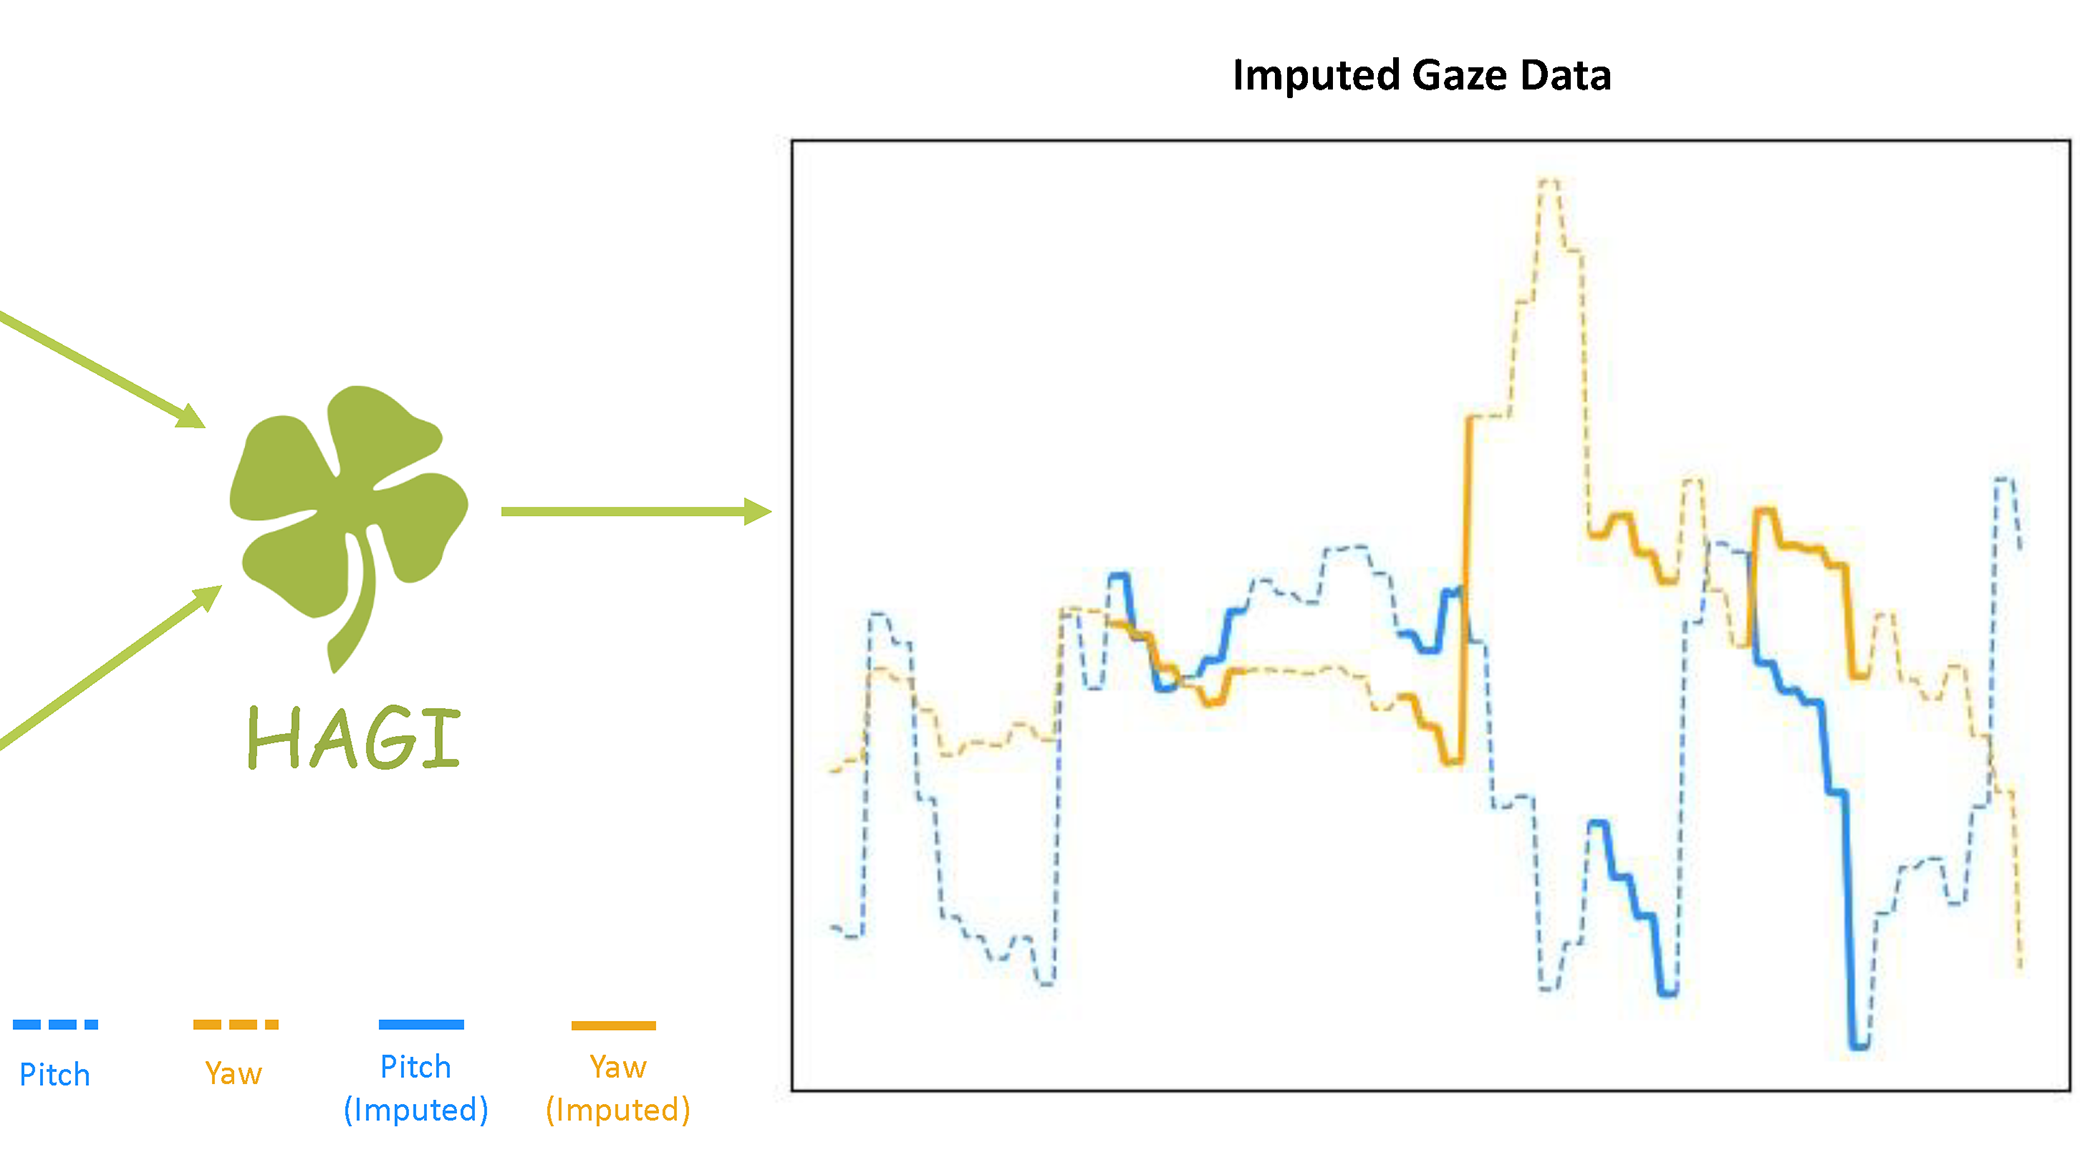 Imputed Gaze Data
HAGI
Pitch
Yaw
Pitch
(Imputed)
Yaw
(Imputed)